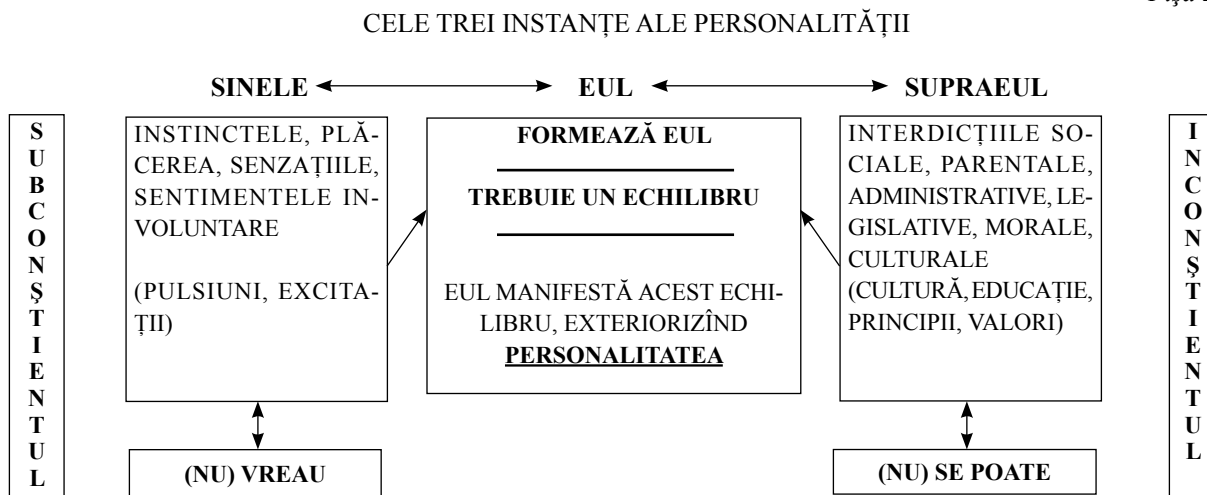 CELE TREI INSTANȚE ALE PERSONALITĂȚII
SINELE
EUL
SUPRAEUL
SUBCONŞTIENTUL
INSTINCTELE, PLĂ-
CEREA, SENZAȚIILE,
SENTIMENTELE IN-
VOLUNTARE
(PULSIUNI, EXCITA-
ȚII)
(NU) VREAU
FORMEAZĂ EUL
TREBUIE UN ECHILIBRU
EUL MANIFESTĂ ACEST ECHI-
LIBRU, EXTERIORIZÎND
PERSONALITATEA
INTERDICȚIILE SO-
CIALE, PARENTALE,
ADMINISTRATIVE, LE-
GISLATIVE, MORALE,
CULTURALE
(CULTURĂ, EDUCAȚIE,
PRINCIPII, VALORI)
(NU) SE POATE
INCONŞTIENTUL